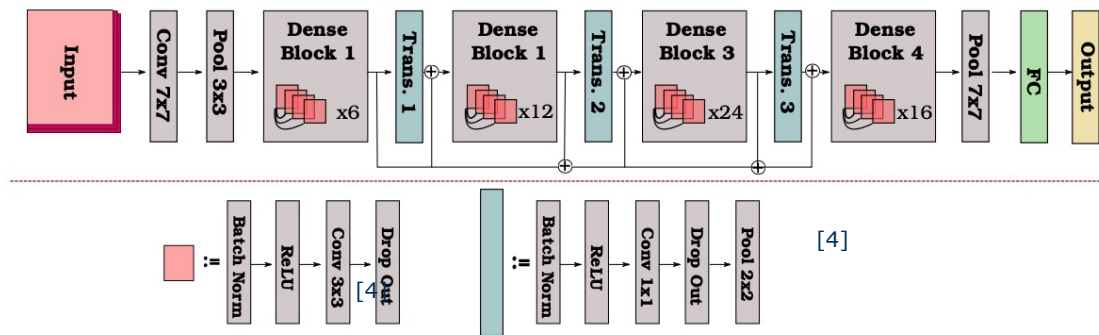 Input
Conv 7x7
Pool 3x3
Dense
Block 1
x6
Trans. 1
Dense
Block 1
x12
Trans. 2
Dense
Block 3
x24
Trans. 3
Dense
Block 4
x16
Pool 7x7
FC
Output
:=
Batch Norm
ReLU
Conv 3x3
Drop Out
[4]
:=
Batch Norm
ReLU
Conv 1x1
Drop Out
Pool 2x2
[4]